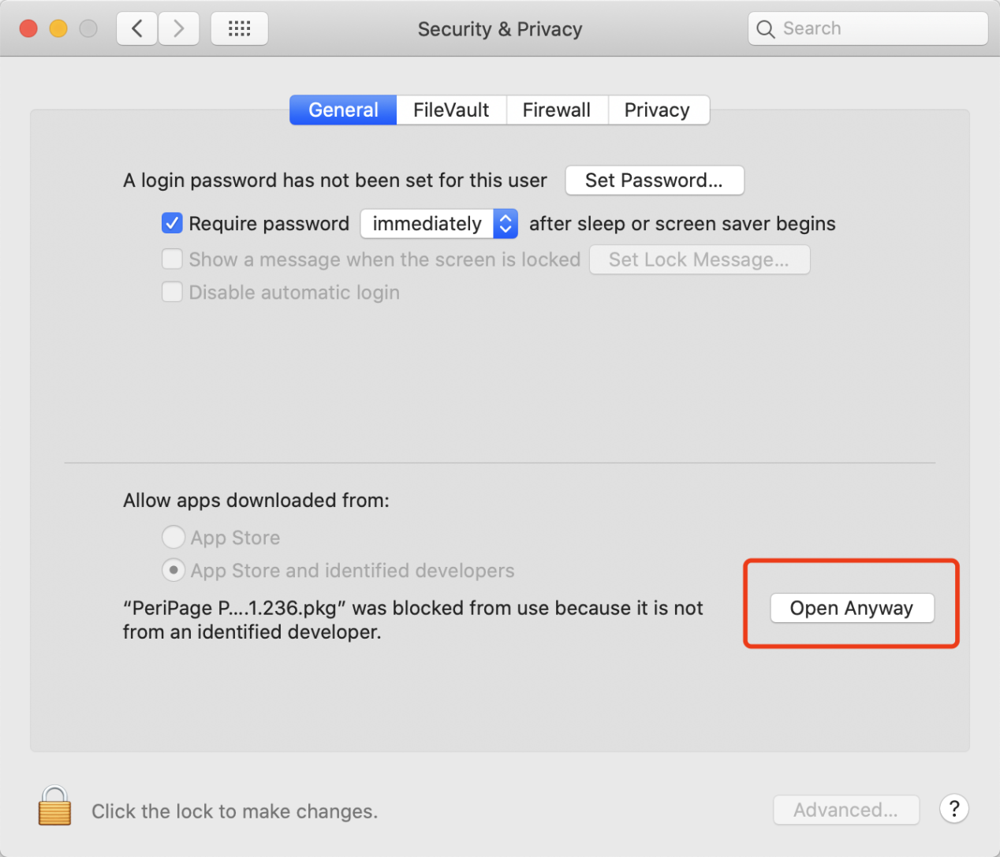 Security & Privacy
Search
General
FileVault
Firewall
Privacy
A login password has not been set for this user
Set Password...
Require password
immediately
after sleep or screen saver begins
Show a message when the screen is locked
Set Lock Message...
Disable automatic login
Allow apps downloaded from:
App Store
App Store and identified developers
“PeriPage P....1.236.pkg” was blocked from use because it is not
from an identified developer.
Open Anyway
Click the lock to make changes.
Advanced...
?